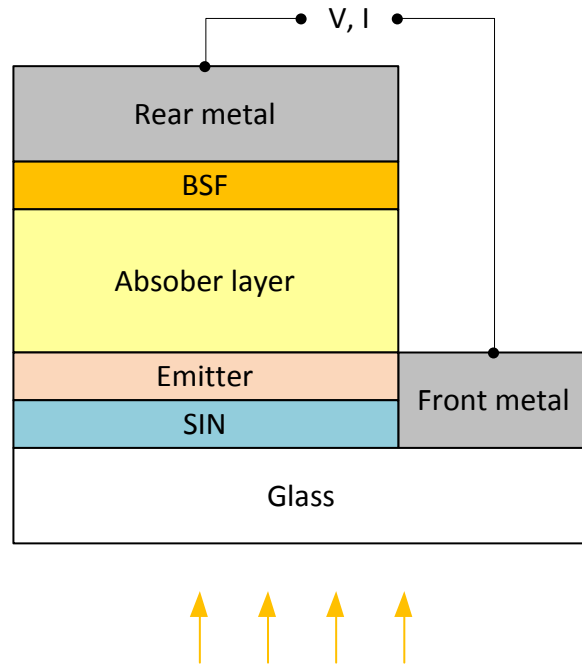 V, I
Rear metal
BSF
Absober layer
Emitter
Front metal
SIN
Glass